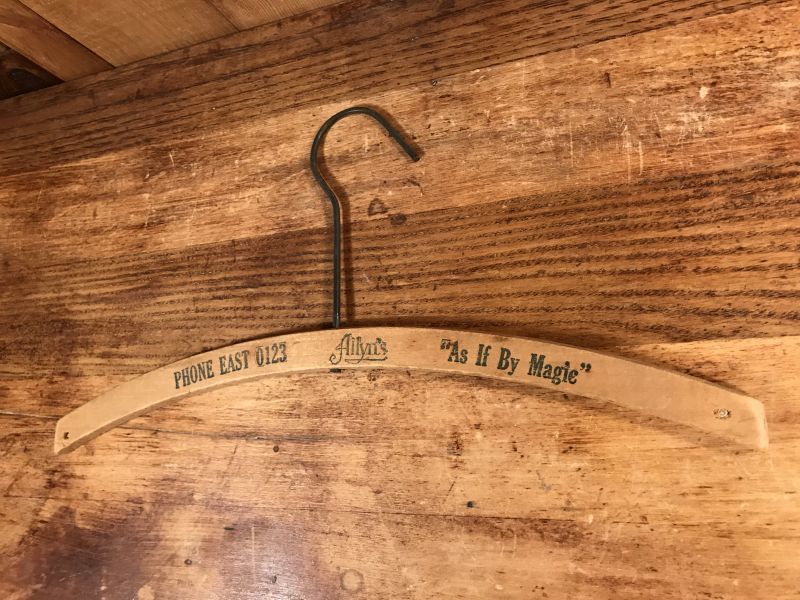 PHONE EAST 0123 Allyn's "As If By Magic"